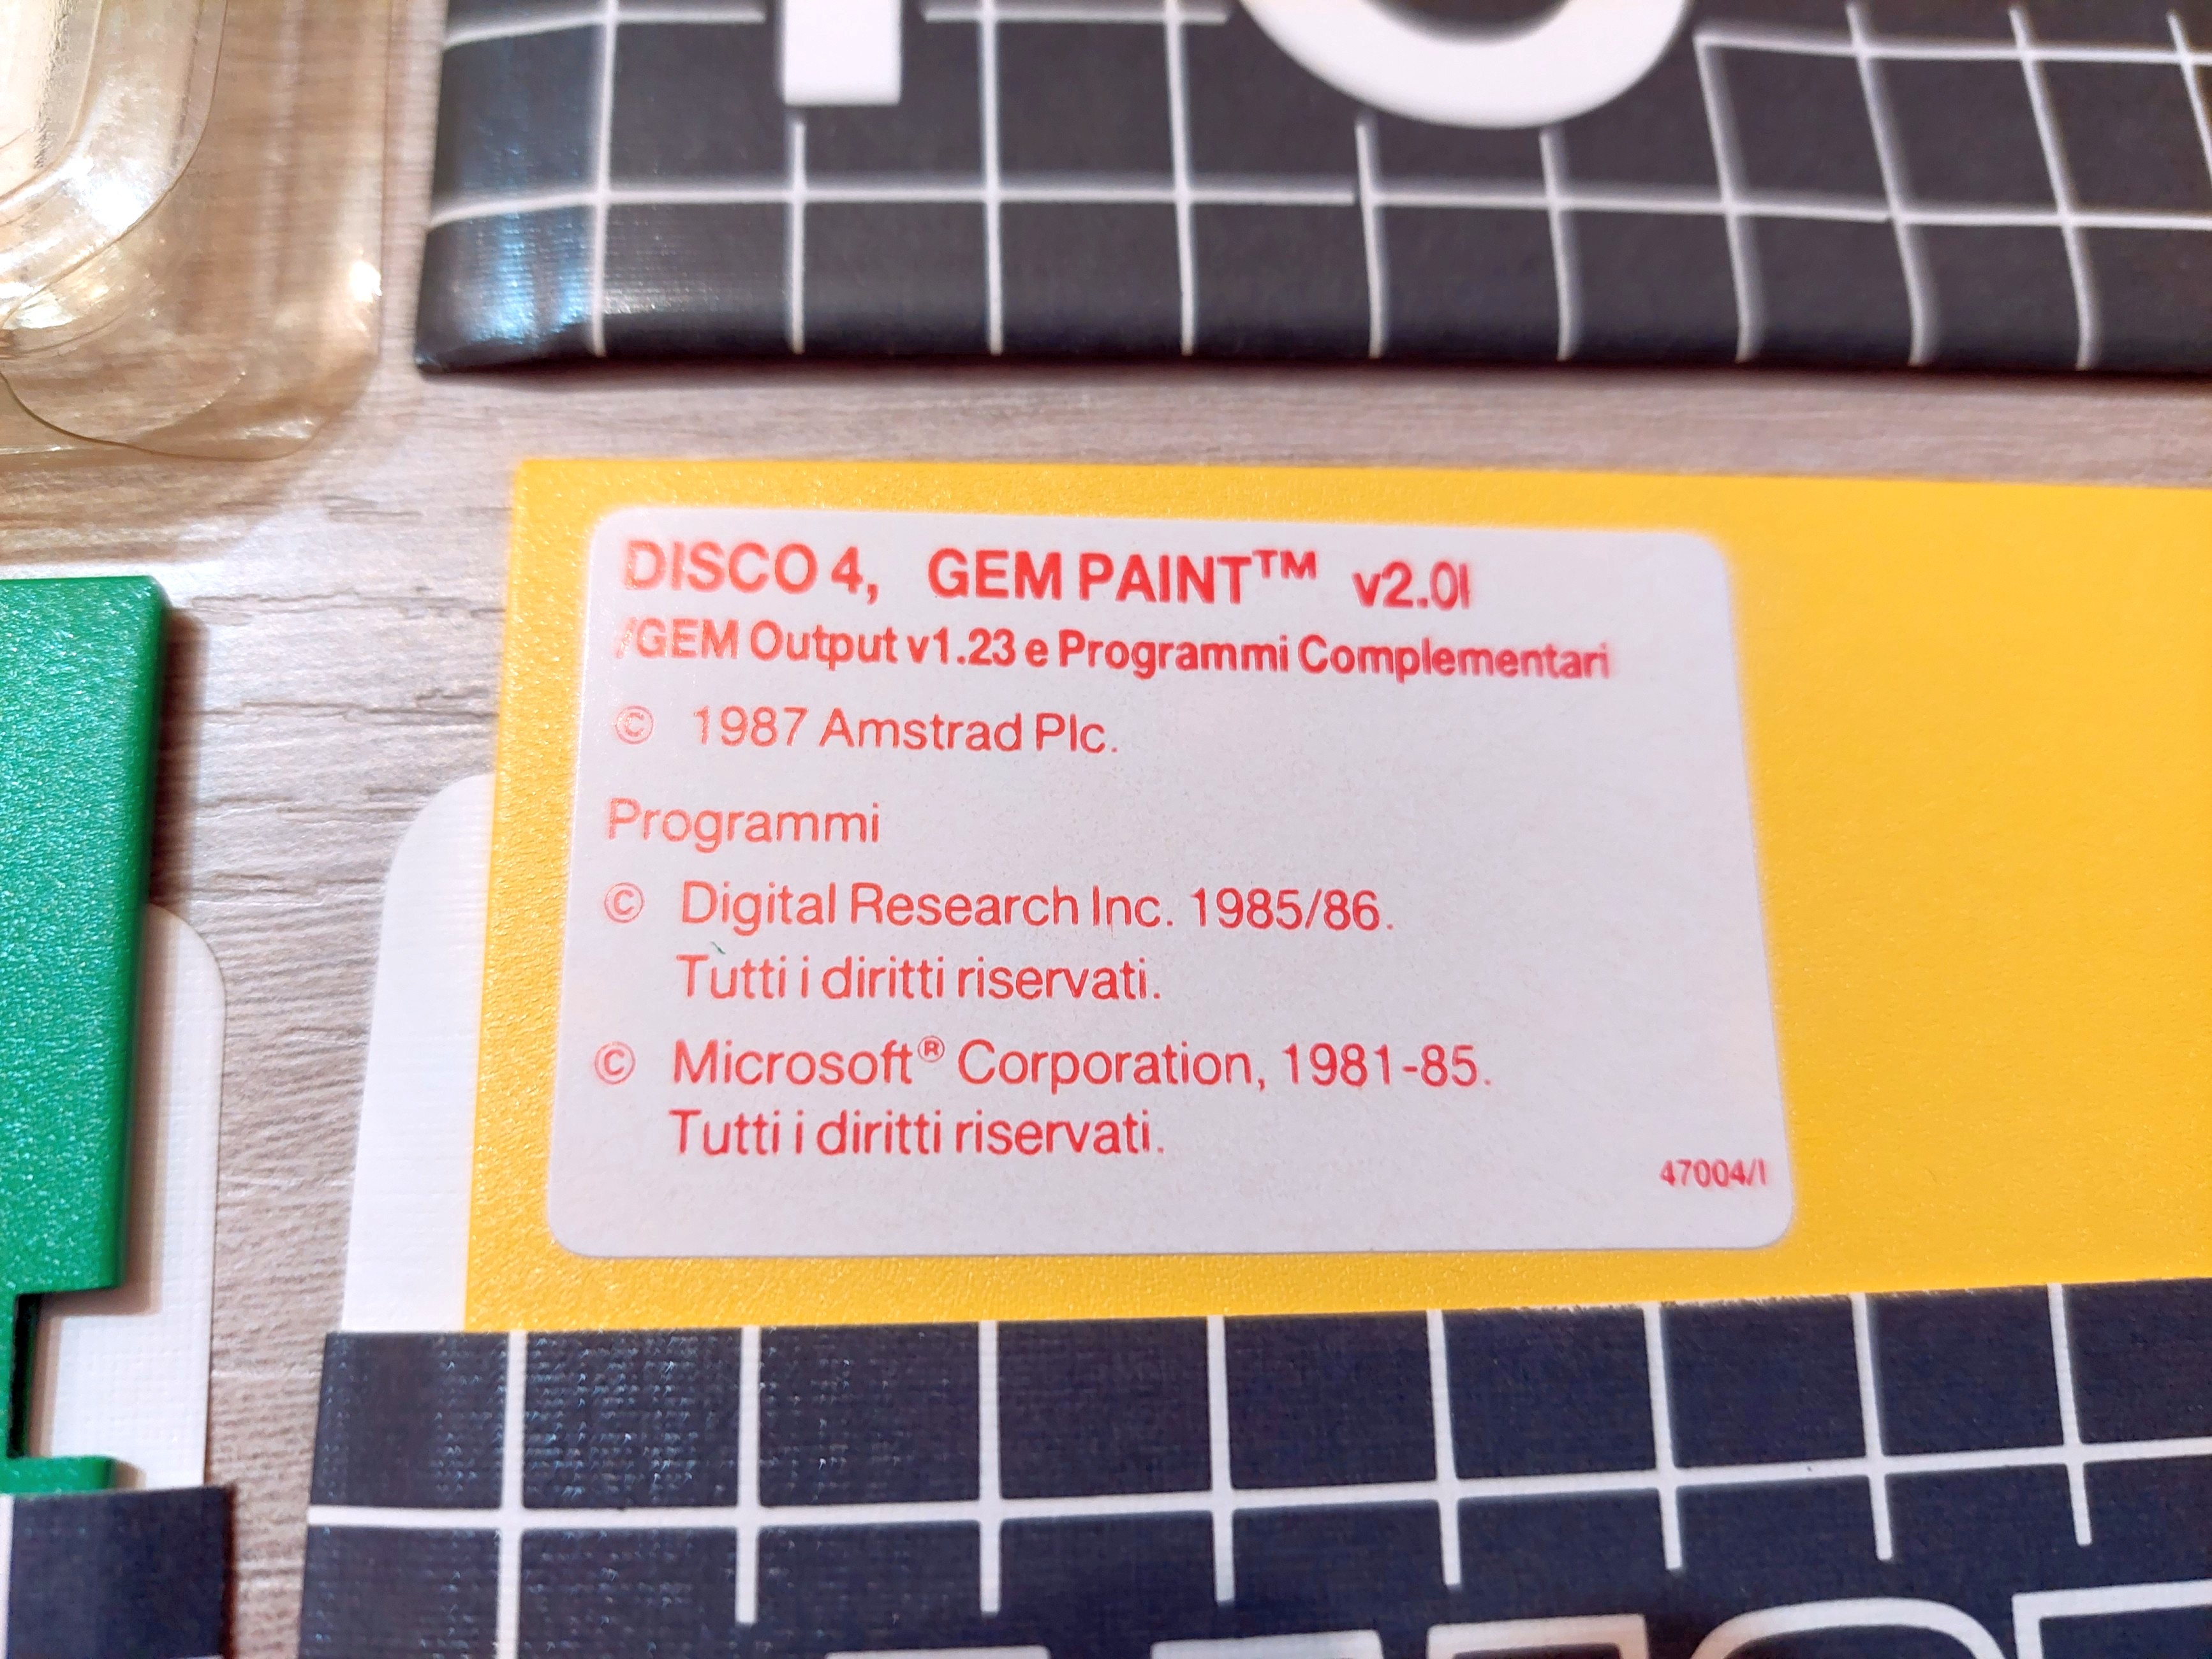 DISCO 4, GEM PAINT™ v2.0I
/GEM Output v1.23 e Programmi Complementari
© 1987 Amstrad Plc.
Programmi
© Digital Research Inc. 1985/86.
Tutti i diritti riservati.
© Microsoft® Corporation, 1981-85.
Tutti i diritti riservati.
47004/I